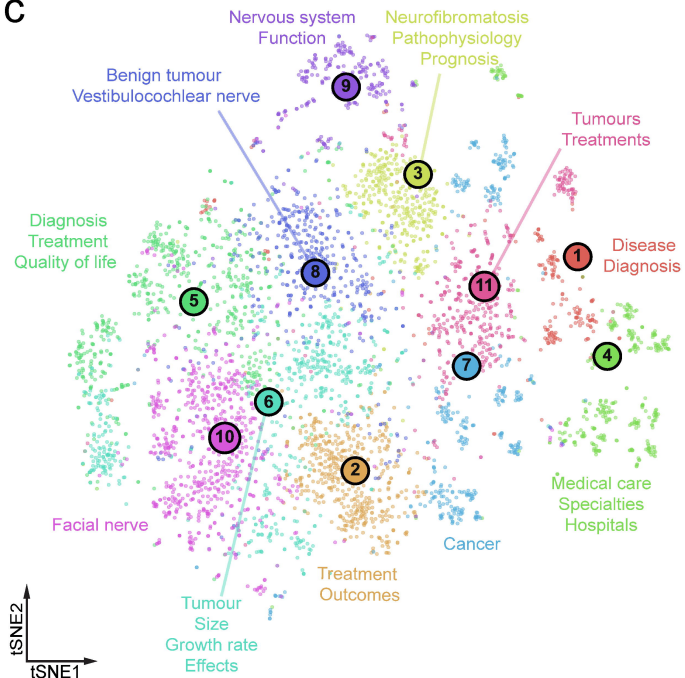 C
Nervous system
Function
Neurofibromatosis
Pathophysiology
Prognosis
Benign tumour
Vestibulocochlear nerve
9
Tumours
Treatments
3
Diagnosis
Treatment
Quality of life
Disease
Diagnosis
1
8
11
5
4
7
6
10
2
Medical care
Specialties
Hospitals
Facial nerve
Cancer
Treatment
Outcomes
Tumour
Size
Growth rate
Effects
tSNE2
tSNE1